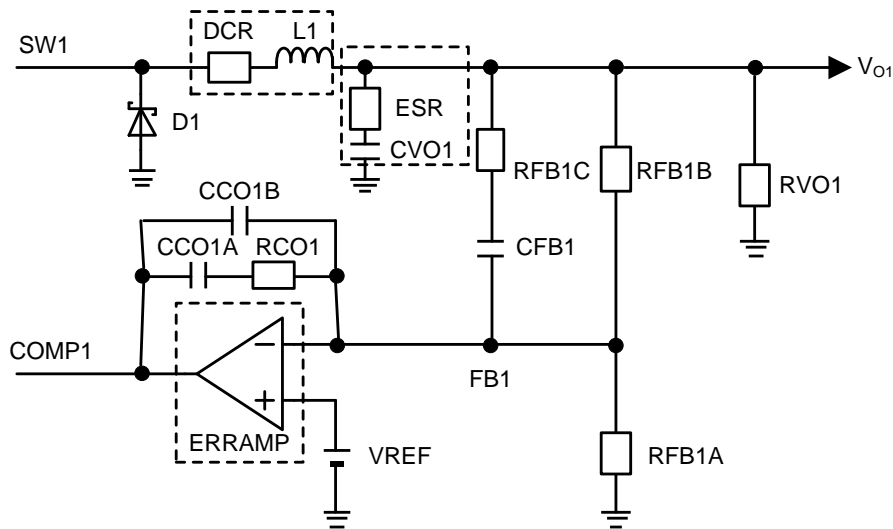 DCR L1
SW1
V_O1
D1
ESR
CVO1
RFB1C
RFB1B
RVO1
CCO1B
CCO1A RCO1
CFB1
COMP1
FB1
ERRAMP
VREF
RFB1A